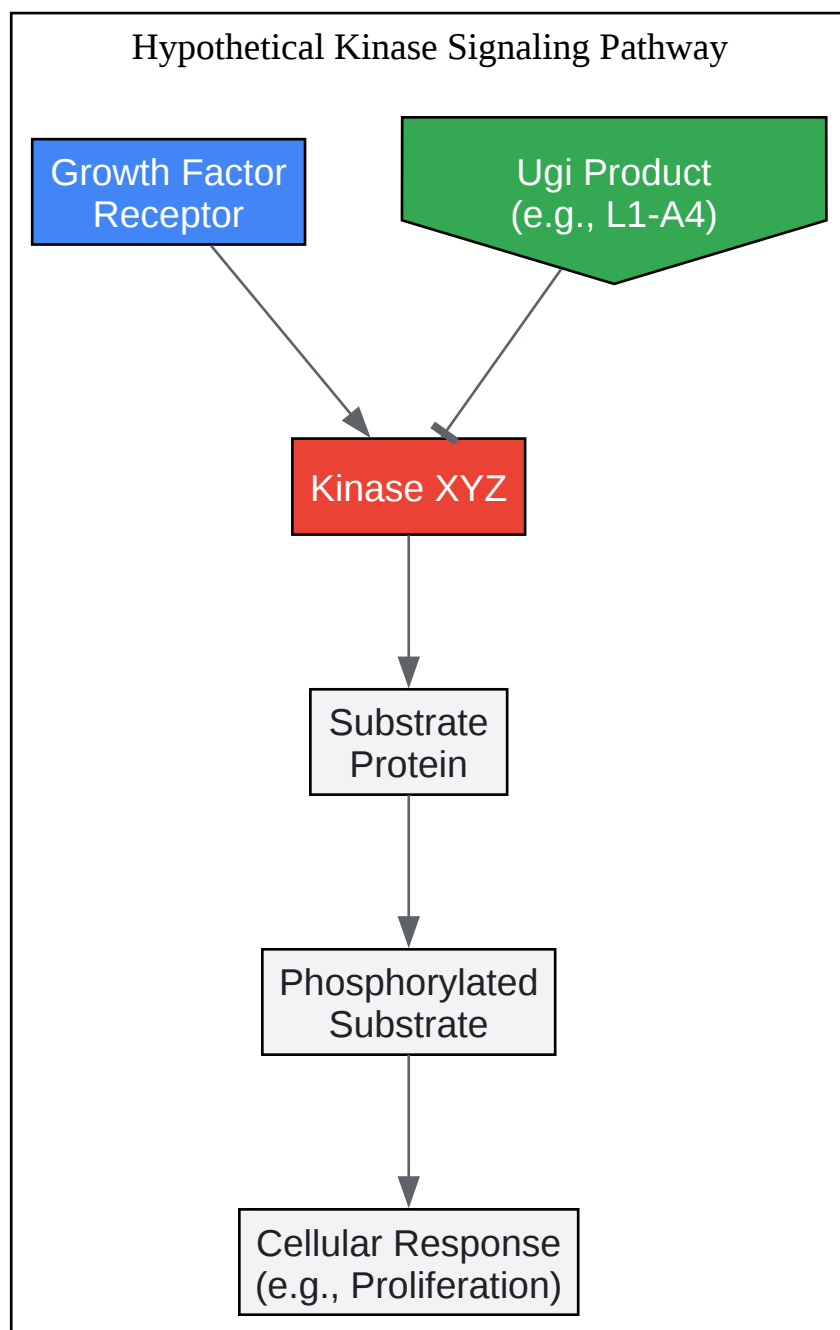 Hypothetical Kinase Signaling Pathway
Growth Factor
Receptor
Ugi Product
(e.g., L1-A4)
Kinase XYZ
Substrate
Protein
Phosphorylated
Substrate
Cellular Response
(e.g., Proliferation)